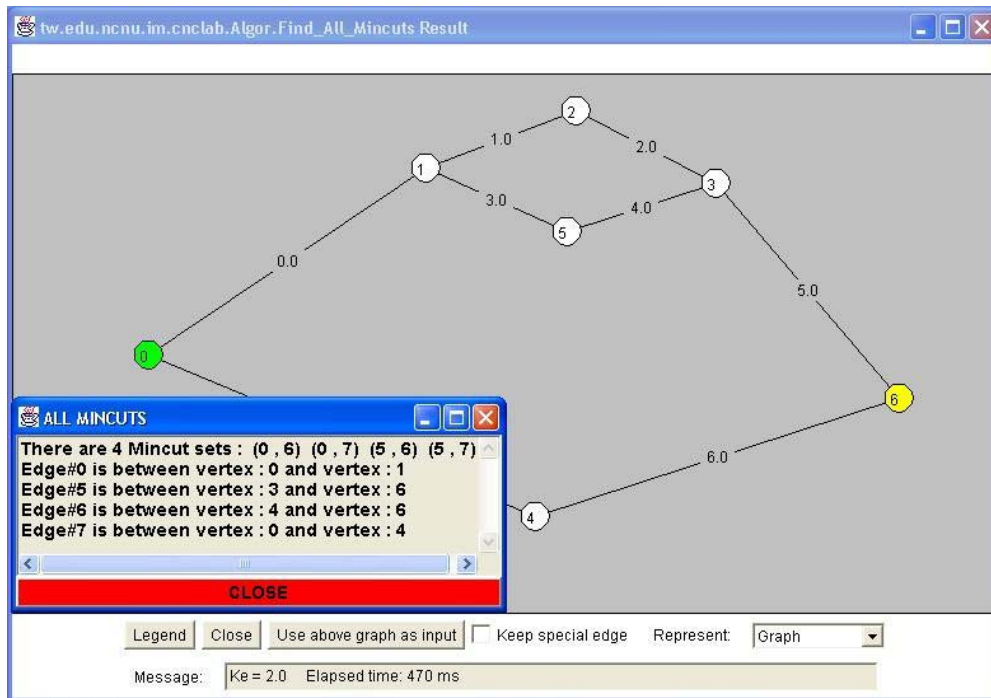 tw.edu.ncnu.im.cnclab.Algor.Find_All_Mincuts Result
2
1.0
2.0
1
3
3.0
4.0
5
0.0
5.0
0
6
ALL MINCUTS
There are 4 Mincut sets : (0 , 6) (0 , 7) (5 , 6) (5 , 7)
Edge#0 is between vertex : 0 and vertex : 1
Edge#5 is between vertex : 3 and vertex : 6
Edge#6 is between vertex : 4 and vertex : 6
Edge#7 is between vertex : 0 and vertex : 4
6.0
4
CLOSE
Legend Close Use above graph as input Keep special edge Represent: Graph
Message: Ke = 2.0 Elapsed time: 470 ms